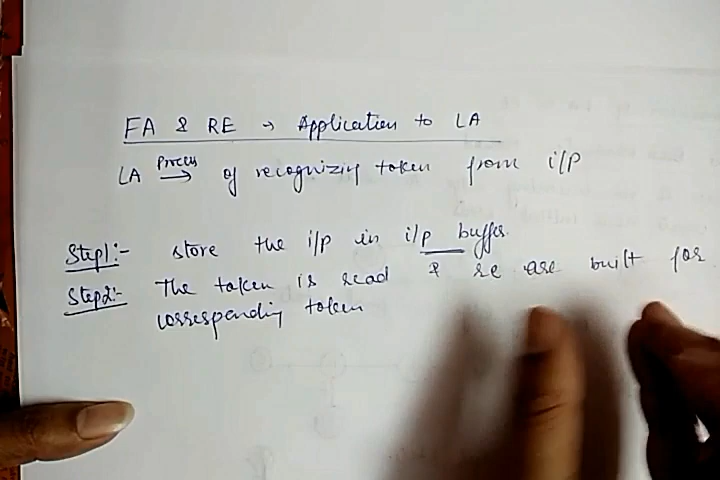 FA & RE → Application to LA
LA Process → of recognizing token from i/p
Step1:- store the i/p in i/p buffer.
Step2:- The token is read & re are built for
corresponding token